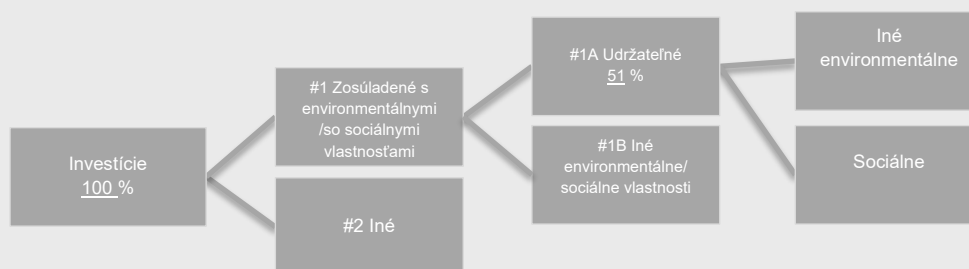 Investície
100 %
#1 Zosúladené s
environmentálnymi
/so sociálnymi
vlastnosťami
#2 Iné
#1A Udržateľné
51 %
#1B Iné
environmentálne/
sociálne vlastnosti
Iné
environmentálne
Sociálne